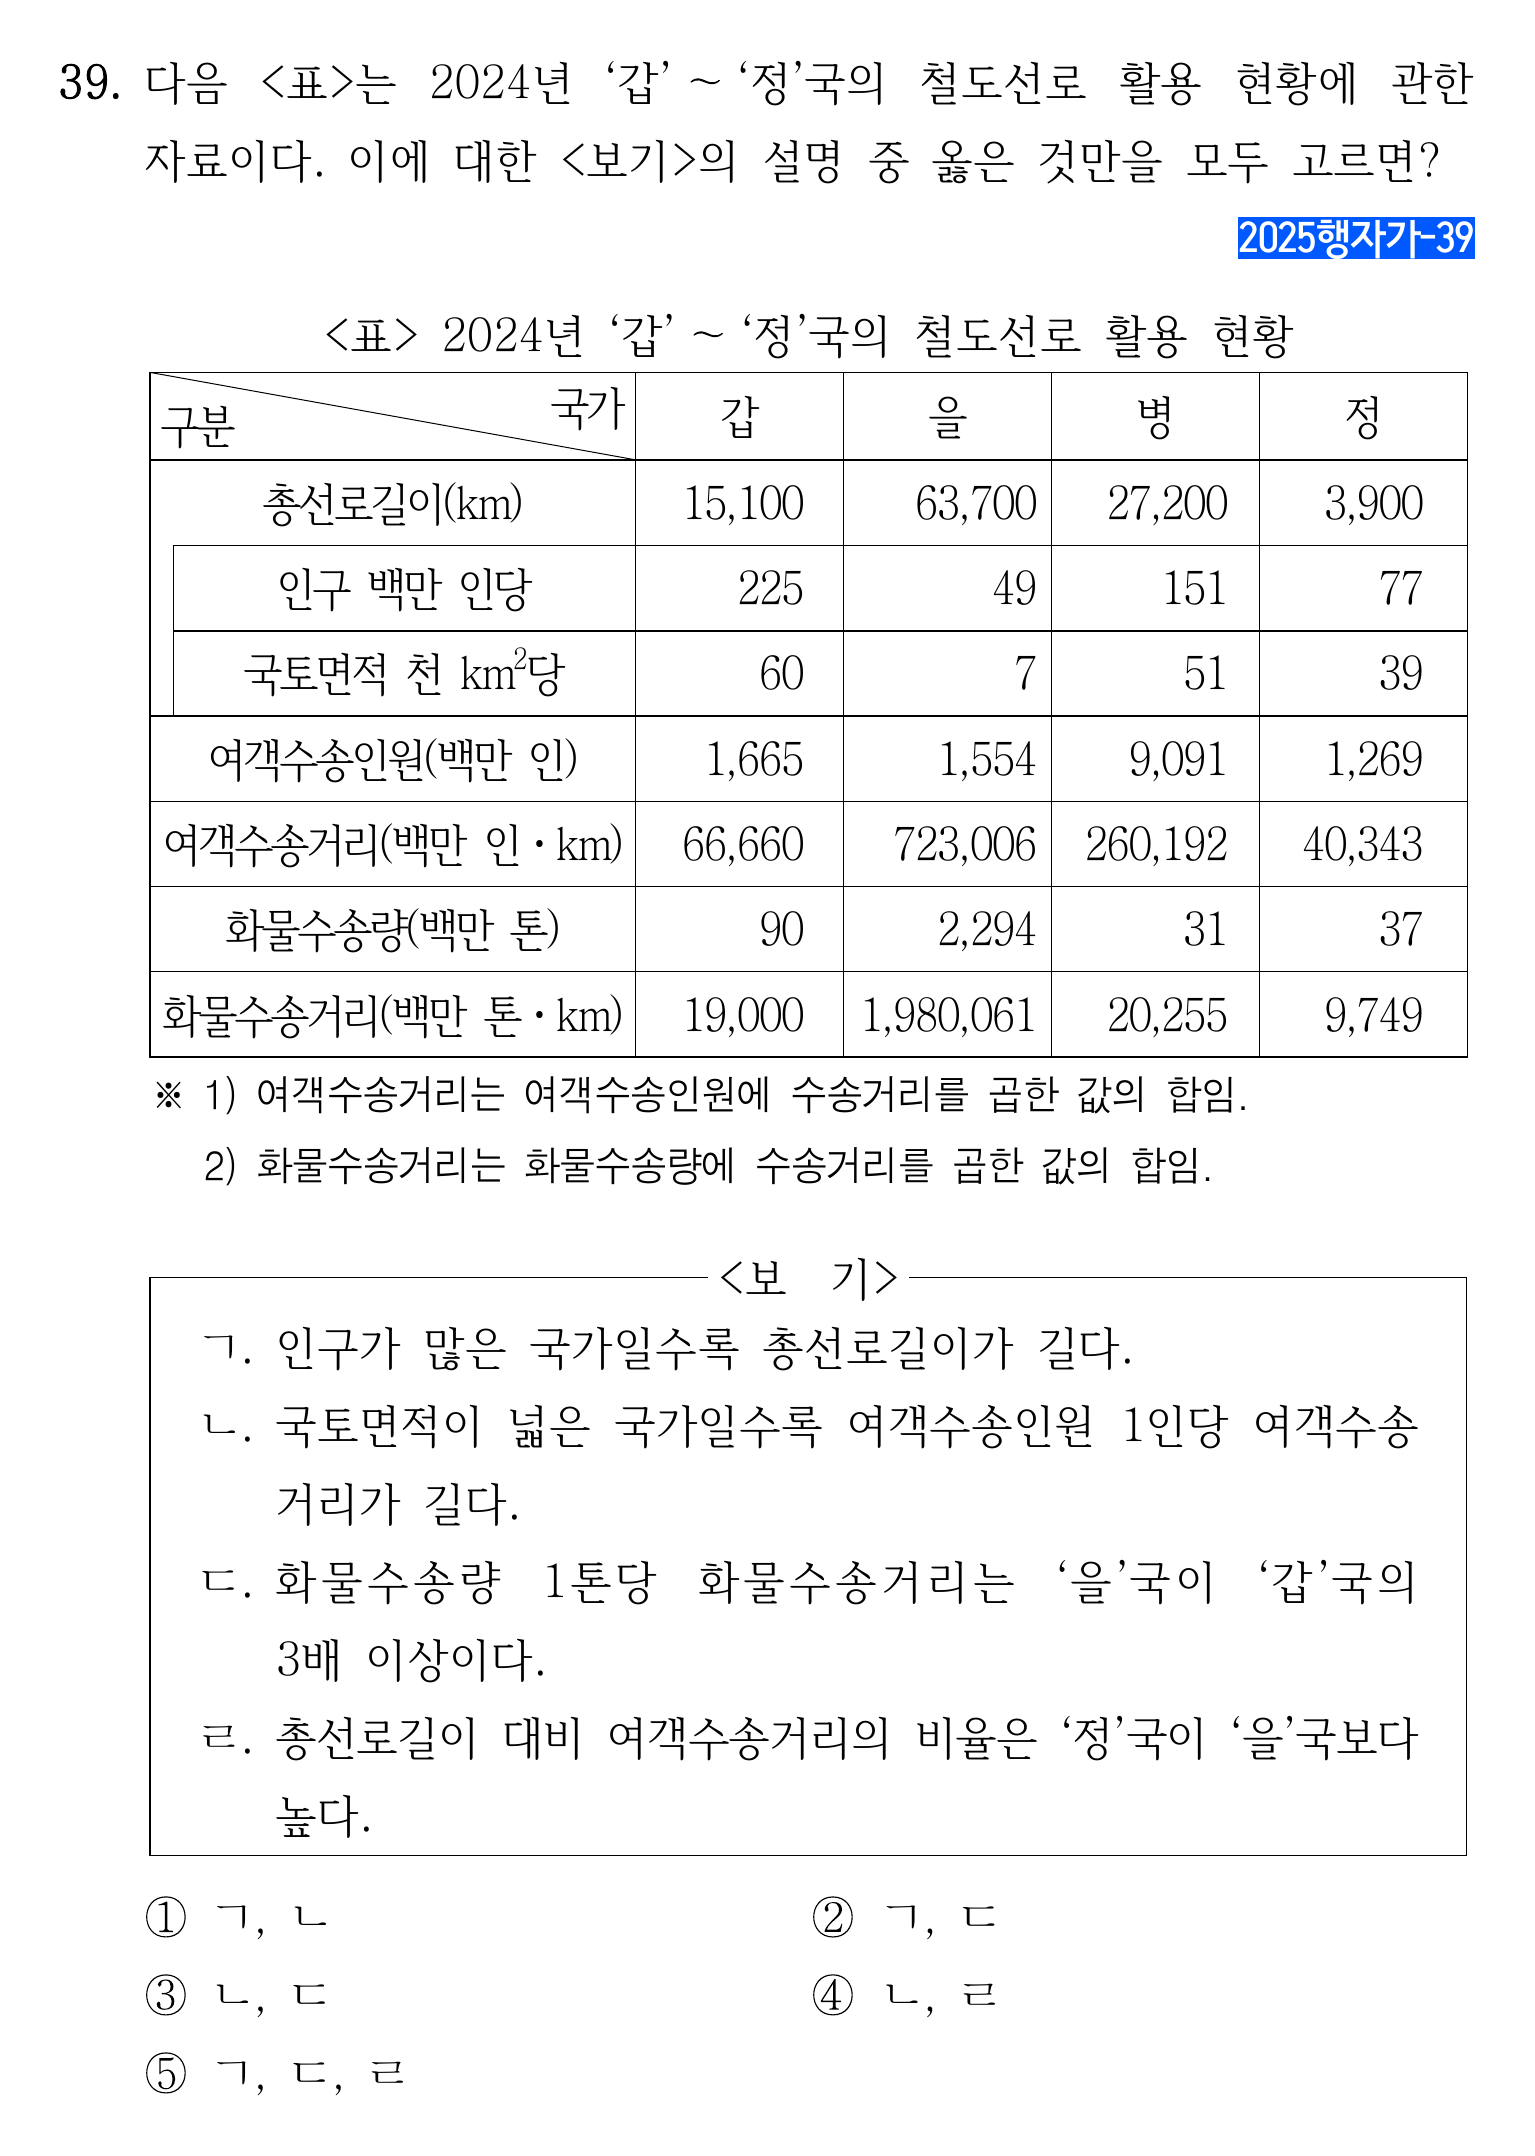 39. 다음 <표>는 2024년 ‘갑’ ~ ‘정’국의 철도선로 활용 현황에 관한
자료이다. 이에 대한 <보기>의 설명 중 옳은 것만을 모두 고르면?
2025행자가-39
<표> 2024년 ‘갑’ ~ ‘정’국의 철도선로 활용 현황
구분 국가 갑 을 병 정
총선로길이(km) 15,100 63,700 27,200 3,900
인구 백만 인당 225 49 151 77
국토면적 천 km²당 60 7 51 39
여객수송인원(백만 인) 1,665 1,554 9,091 1,269
여객수송거리(백만 인·km) 66,660 723,006 260,192 40,343
화물수송량(백만 톤) 90 2,294 31 37
화물수송거리(백만 톤·km) 19,000 1,980,061 20,255 9,749
※ 1) 여객수송거리는 여객수송인원에 수송거리를 곱한 값의 합임.
2) 화물수송거리는 화물수송량에 수송거리를 곱한 값의 합임.
<보 기>
ㄱ. 인구가 많은 국가일수록 총선로길이가 길다.
ㄴ. 국토면적이 넓은 국가일수록 여객수송인원 1인당 여객수송
거리가 길다.
ㄷ. 화물수송량 1톤당 화물수송거리는 ‘을’국이 ‘갑’국의
3배 이상이다.
ㄹ. 총선로길이 대비 여객수송거리의 비율은 ‘정’국이 ‘을’국보다
높다.
① ㄱ, ㄴ ② ㄱ, ㄷ
③ ㄴ, ㄷ ④ ㄴ, ㄹ
⑤ ㄱ, ㄷ, ㄹ